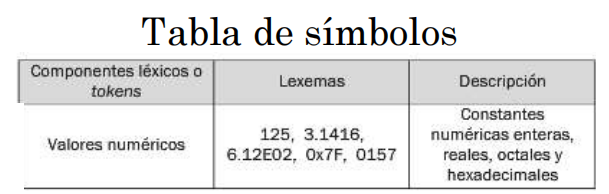 Tabla de símbolos
Componentes léxicos o
tokens
Lexemas
Descripción
Valores numéricos
125, 3.1416,
6.12E02, 0x7F, 0157
Constantes
numéricas enteras,
reales, octales y
hexadecimales